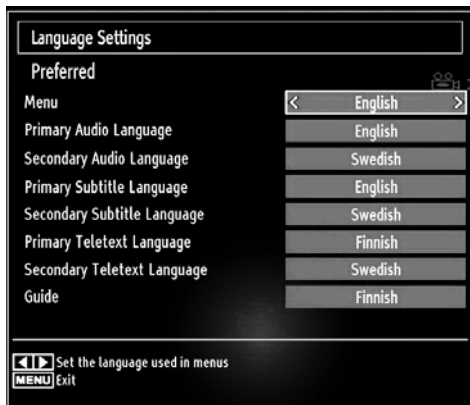 Language Settings
Preferred
Menu < English >
Primary Audio Language English
Secondary Audio Language Swedish
Primary Subtitle Language English
Secondary Subtitle Language Swedish
Primary Teletext Language Finnish
Secondary Teletext Language Swedish
Guide Finnish
Set the language used in menus
MENU Exit